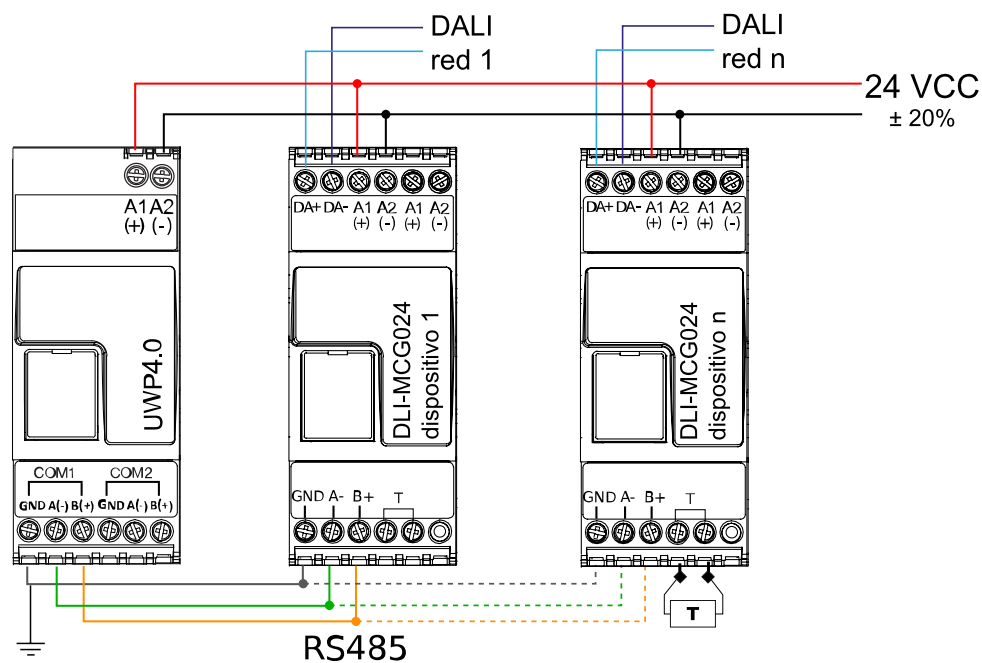 DALI
red 1
DALI
red n
24 VCC
± 20%
A1 A2
(+) (-)
DA+ DA- A1 A2 A1 A2
(+) (-) (+) (-)
DA+ DA- A1 A2 A1 A2
(+) (-) (+) (-)
UWP4.0
DLI-MCG024
dispositivo 1
DLI-MCG024
dispositivo n
COM1 COM2
GND A(-) B(+) GND A(-) B(+)
GND A- B+ T
GND A- B+ T
T
RS485